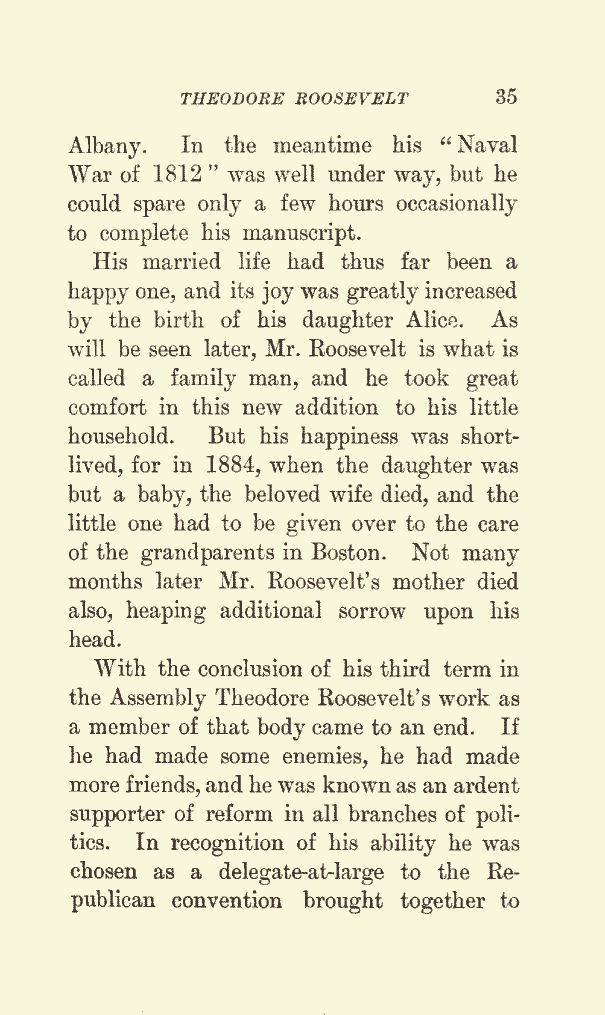 THEODORE ROOSEVELT 35
Albany. In the meantime his “Naval
War of 1812” was well under way, but he
could spare only a few hours occasionally
to complete his manuscript.
His married life had thus far been a
happy one, and its joy was greatly increased
by the birth of his daughter Alice. As
will be seen later, Mr. Roosevelt is what is
called a family man, and he took great
comfort in this new addition to his little
household. But his happiness was short-
lived, for in 1884, when the daughter was
but a baby, the beloved wife died, and the
little one had to be given over to the care
of the grandparents in Boston. Not many
months later Mr. Roosevelt’s mother died
also, heaping additional sorrow upon his
head.
With the conclusion of his third term in
the Assembly Theodore Roosevelt’s work as
a member of that body came to an end. If
he had made some enemies, he had made
more friends, and he was known as an ardent
supporter of reform in all branches of poli-
tics. In recognition of his ability he was
chosen as a delegate-at-large to the Re-
publican convention brought together to